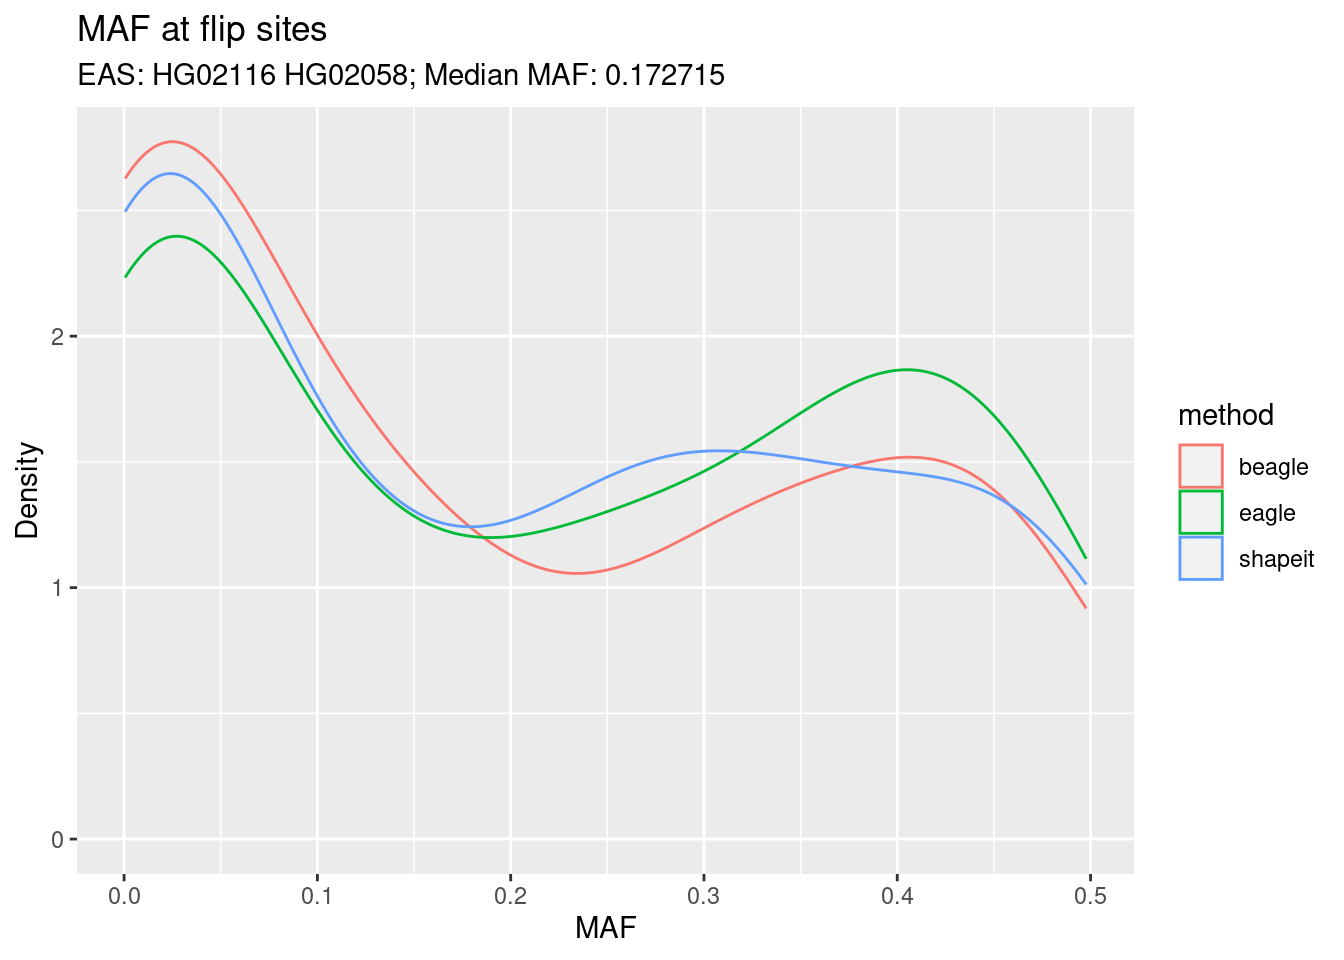 MAF at flip sites
EAS: HG02116 HG02058; Median MAF: 0.172715
Density
2
1
0
0.0 0.1 0.2 0.3 0.4 0.5
MAF
method
beagle
eagle
shapeit